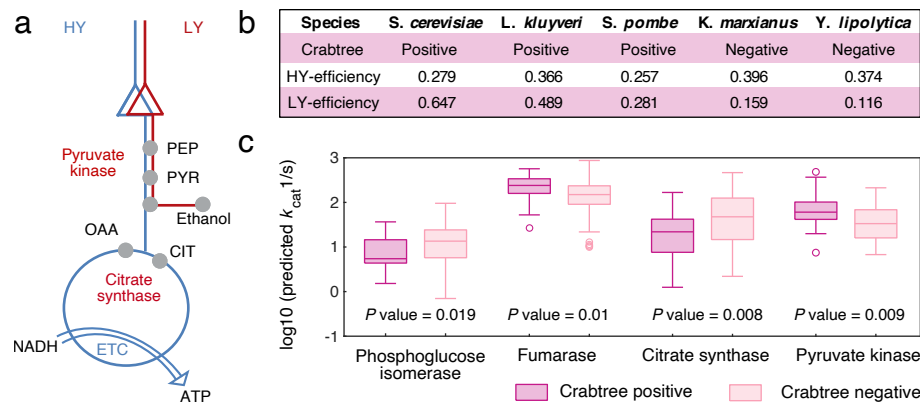 a
HY
LY
PEP
Pyruvate
kinase
PYR
Ethanol
OAA
CIT
Citrate
synthase
NADH
ETC
ATP
b
Species S. cerevisiae L. kluyveri S. pombe K. marxianus Y. lipolytica
Crabtree Positive Positive Positive Negative Negative
HY-efficiency 0.279 0.366 0.257 0.396 0.374
LY-efficiency 0.647 0.489 0.281 0.159 0.116
c
log10 (predicted kcat 1/s)
3
2
1
0
-1
P value = 0.019 P value = 0.01 P value = 0.008 P value = 0.009
Phosphoglucose
isomerase
Fumarase
Citrate synthase
Pyruvate kinase
Crabtree positive
Crabtree negative